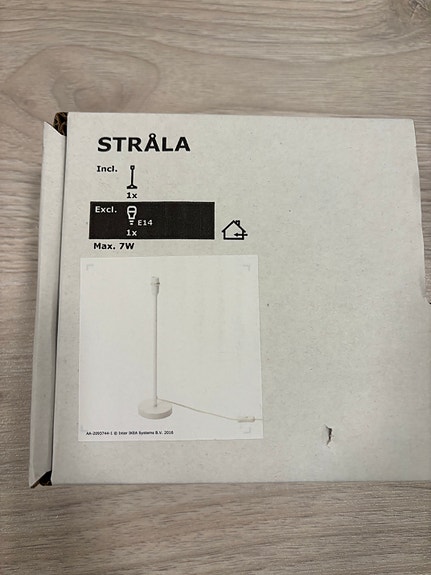 STRÅLA
Incl.
1x
Excl.
E14
1x
Max. 7W
AA-2093744-1 © Inter IKEA Systems B.V. 2016